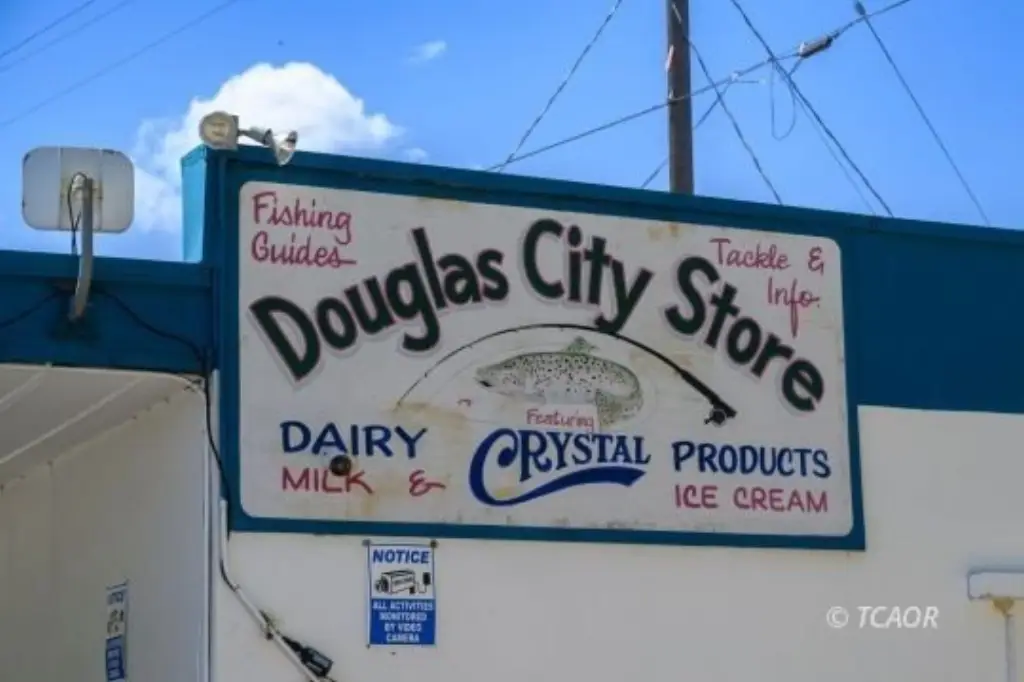 Fishing
Guides
Tackle &
Info.
Douglas City Store
Featuring
DAIRY CRYSTAL PRODUCTS
MILK & ICE CREAM
NOTICE
ALL ACTIVITIES
MONITORED
BY VIDEO
CAMERA
© TCAOR